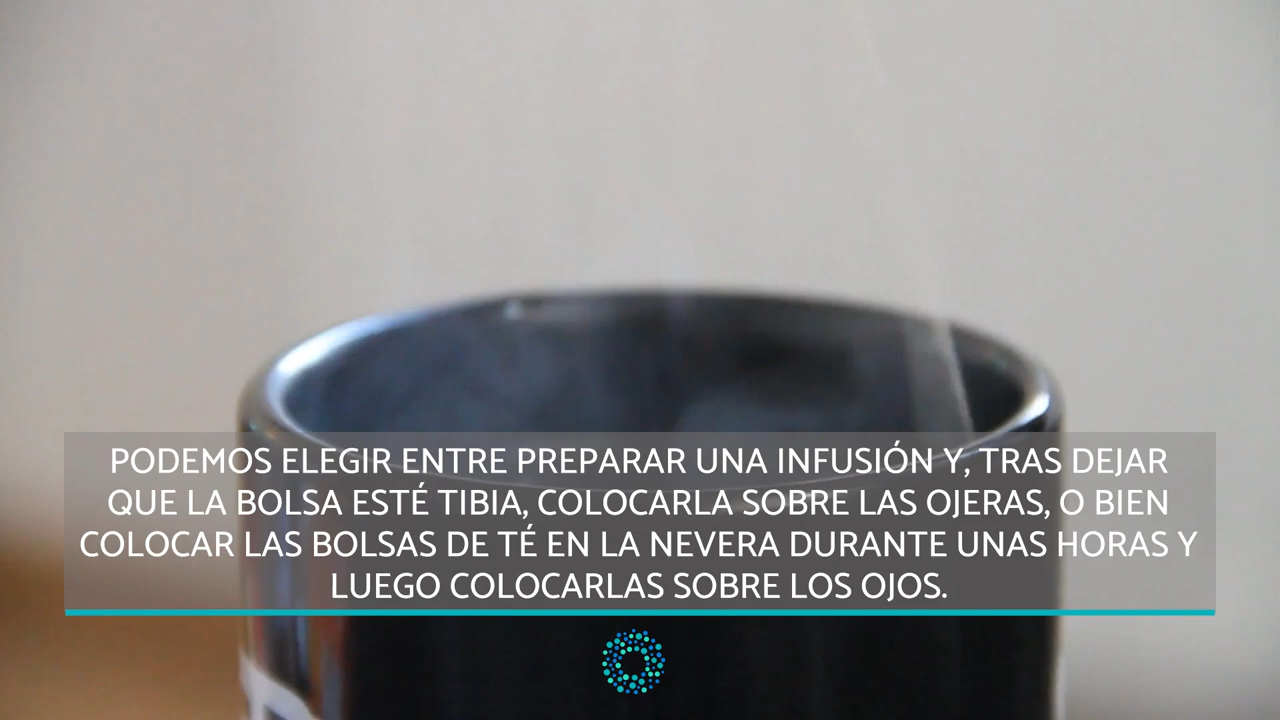 PODEMOS ELEGIR ENTRE PREPARAR UNA INFUSIÓN Y, TRAS DEJAR
QUE LA BOLSA ESTÉ TIBIA, COLOCARLA SOBRE LAS OJERAS, O BIEN
COLOCAR LAS BOLSAS DE TÉ EN LA NEVERA DURANTE UNAS HORAS Y
LUEGO COLOCARLAS SOBRE LOS OJOS.